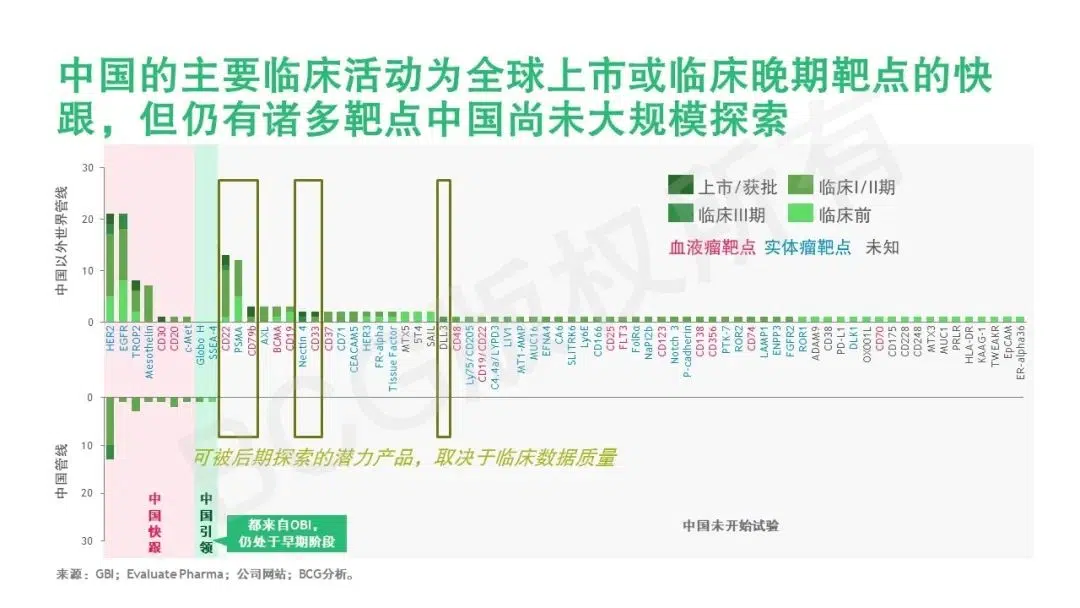 中国的主要临床活动为全球上市或临床晚期靶点的快
跟，但仍有诸多靶点中国尚未大规模探索
中国以外世界管线
30
20
10
0
上市/获批
临床I/II期
临床III期
临床前
血液瘤靶点 实体瘤靶点 未知
HER2
EGFR
TROP2
Mesothelin
CD30
CD20
c-Met
Globo H
SSEA-4
CD22
PSMA
CD79b
AXL
BCMA
CD19
Nectin 4
CD33
CD37
CD71
CEACAM5
HER3
FR-alpha
Tissue Factor
MTX5
5T4
SAIL
DLL3
CD48
Ly75/CD205
CD19/CD22
C4.4a/LYPD3
LIV1
MT1-MMP
MUC16
EFNA4
CA6
SLITRK6
Ly6E
CD166
CD25
FLT3
FolRα
NaPi2b
CD123
Notch 3
P-cadherin
CD138
CD356
PTK-7
ROR2
CD74
LAMP1
ENPP3
FGFR2
ROR1
ADAM9
CD38
PD-L1
DLK1
OX001L
CD70
CD175
CD228
CD248
MTX3
MUC1
PRLR
HLA-DR
KAAG-1
TWEAKR
EpCAM
ER-alpha36
中国管线
0
10
20
30
可被后期探索的潜力产品，取决于临床数据质量
中国快跟
中国引领
都来自OBI，
仍处于早期阶段
中国未开始试验
来源：GBI；Evaluate Pharma；公司网站；BCG分析。
BCG版权所有